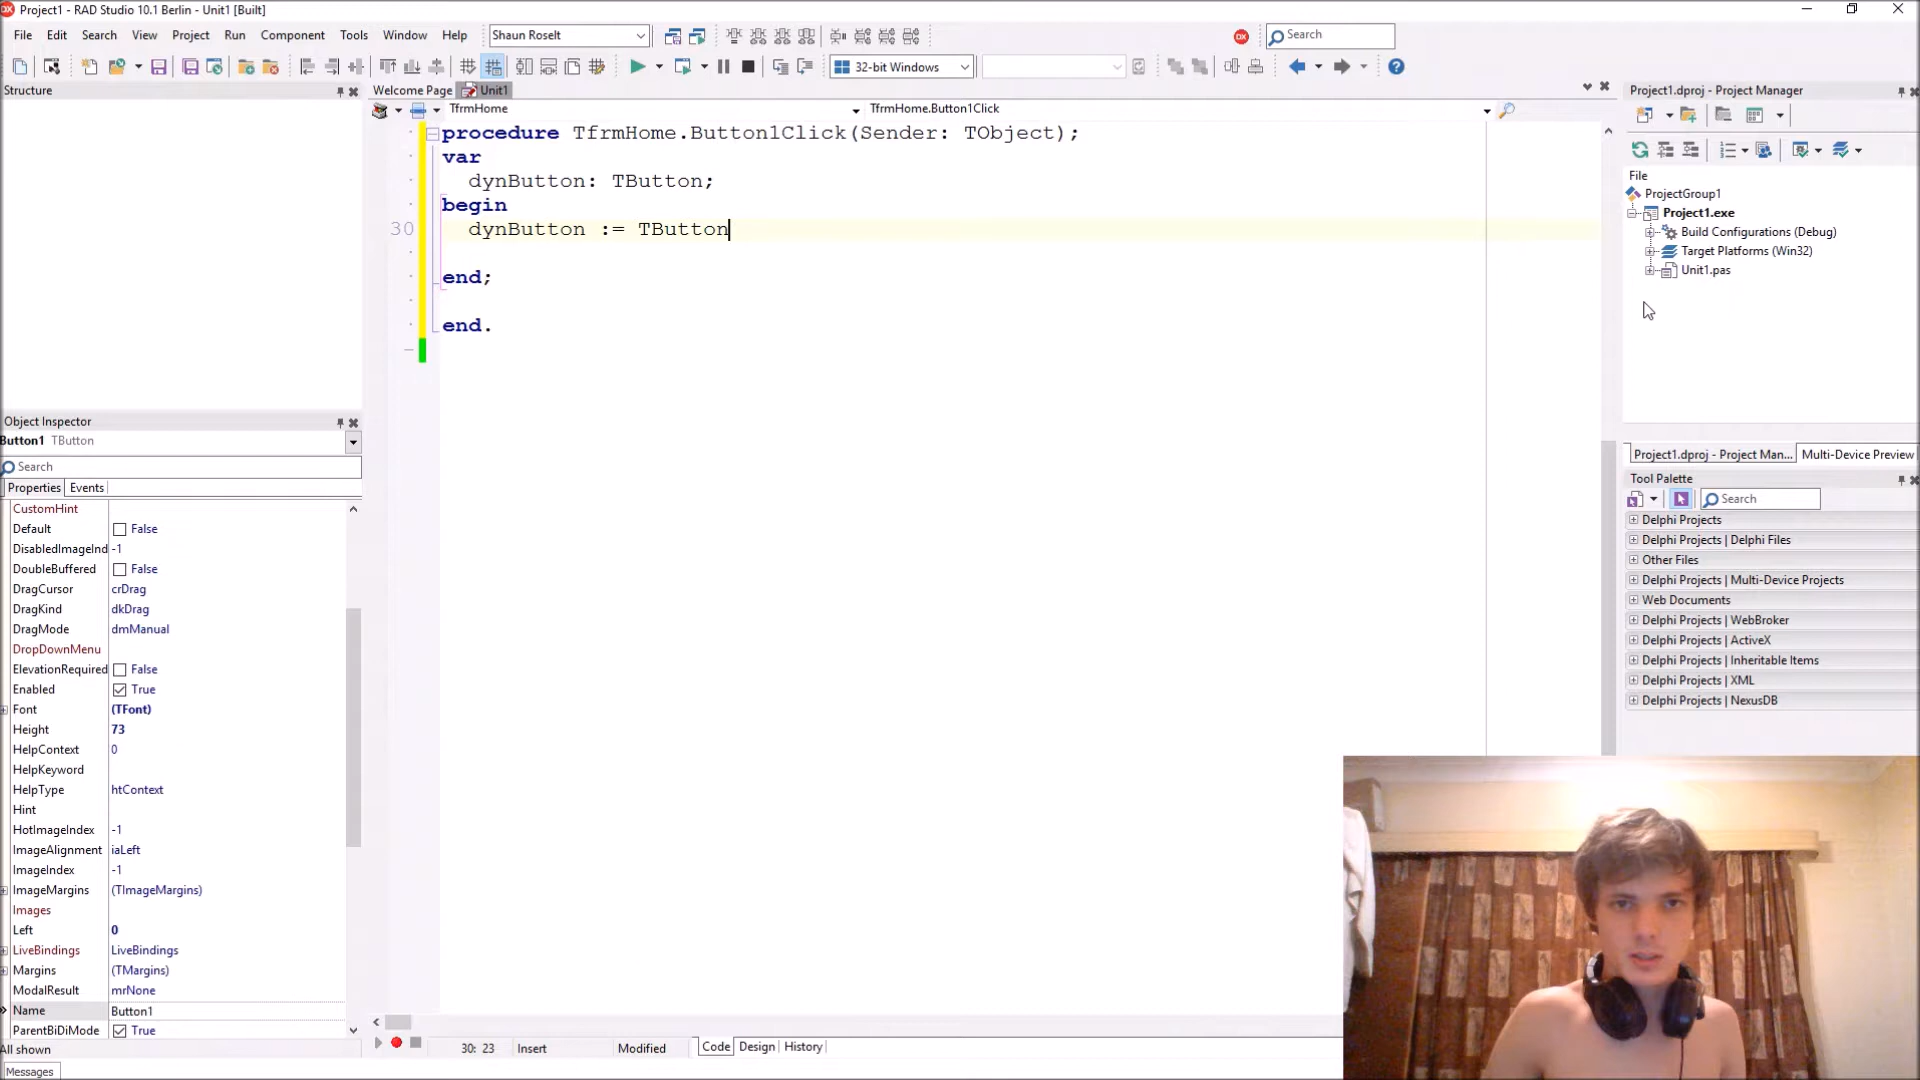 Project1 - RAD Studio 10.1 Berlin - Unit1 [Built]
File Edit Search View Project Run Component Tools Window Help Shaun Roselt Search
32-bit Windows
Structure
Welcome Page Unit1
TfrmHome TfrmHome.Button1Click
procedure TfrmHome.Button1Click(Sender: TObject);
var
dynButton: TButton;
begin
30 dynButton := TButton
end;
end.
Object Inspector
Button1 TButton
Search
Properties Events
CustomHint
Default False
DisabledImageInd -1
DoubleBuffered False
DragCursor crDrag
DragKind dkDrag
DragMode dmManual
DropDownMenu
ElevationRequired False
Enabled True
Font (TFont)
Height 73
HelpContext 0
HelpKeyword
HelpType htContext
Hint
HotImageIndex -1
ImageAlignment iaLeft
ImageIndex -1
ImageMargins (TImageMargins)
Images
Left 0
LiveBindings LiveBindings
Margins (TMargins)
ModalResult mrNone
Name Button1
ParentBiDiMode True
All shown
Messages
30: 23 Insert Modified Code Design History
Project1.dproj - Project Manager
File
ProjectGroup1
Project1.exe
Build Configurations (Debug)
Target Platforms (Win32)
Unit1.pas
Project1.dproj - Project Man... Multi-Device Preview
Tool Palette
Search
Delphi Projects
Delphi Projects | Delphi Files
Other Files
Delphi Projects | Multi-Device Projects
Web Documents
Delphi Projects | WebBroker
Delphi Projects | ActiveX
Delphi Projects | Inheritable Items
Delphi Projects | XML
Delphi Projects | NexusDB